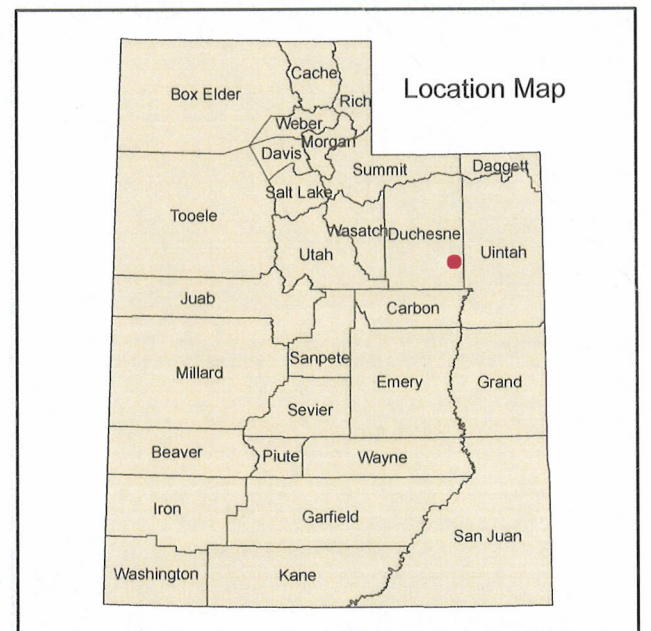 Location Map
Cache
Box Elder
Rich
Weber
Morgan
Davis
Summit
Daggett
Salt Lake
Tooele
Wasatch
Duchesne
Utah
Uintah
Juab
Carbon
Sanpete
Millard
Emery
Grand
Sevier
Beaver
Piute
Wayne
Iron
Garfield
San Juan
Washington
Kane